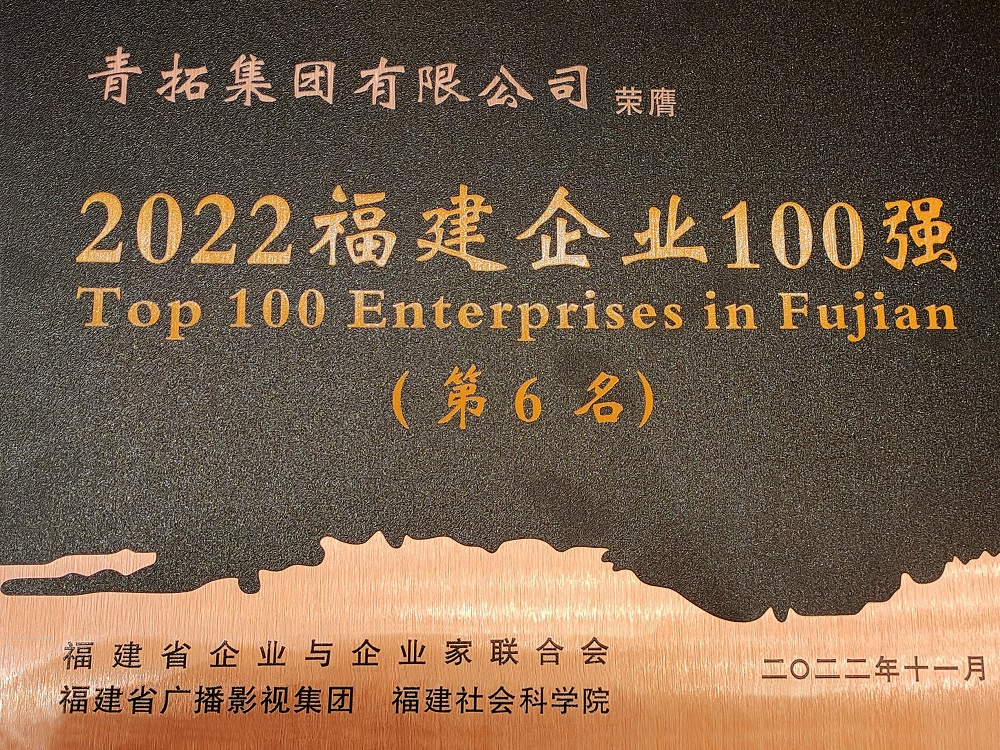 青拓集团有限公司 荣膺
2022福建企业100强
Top 100 Enterprises in Fujian
(第6名)
福建省企业与企业家联合会
福建省广播影视集团 福建社会科学院
二〇二二年十一月